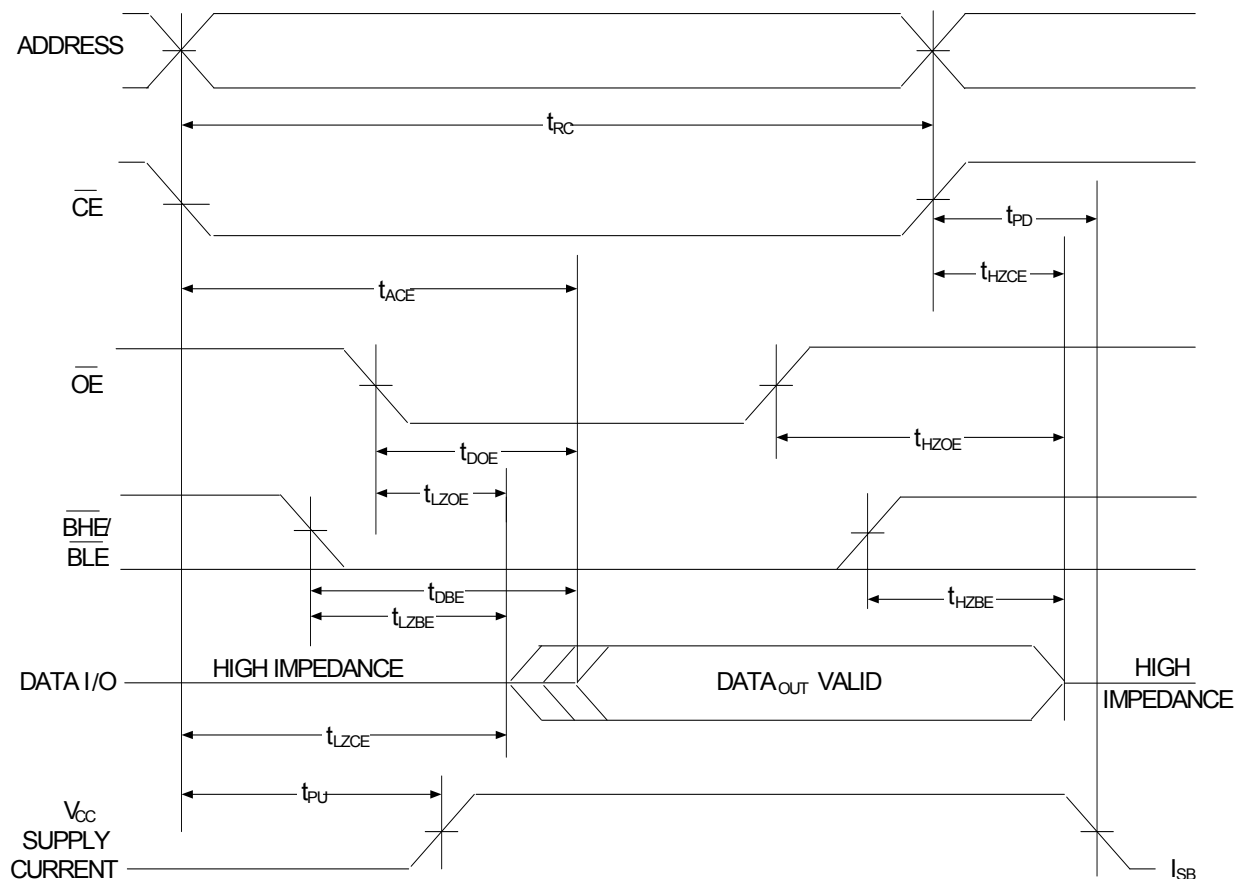 ADDRESS
tRC
CE
tPD
tHZCE
tACE
OE
tHZOE
tDOE
tLZOE
BHE/
BLE
tDBE
tHZBE
tLZBE
HIGH IMPEDANCE
DATA I/O
DATAOUT VALID
HIGH
IMPEDANCE
tLZCE
tPU
VCC
SUPPLY
CURRENT
ISB